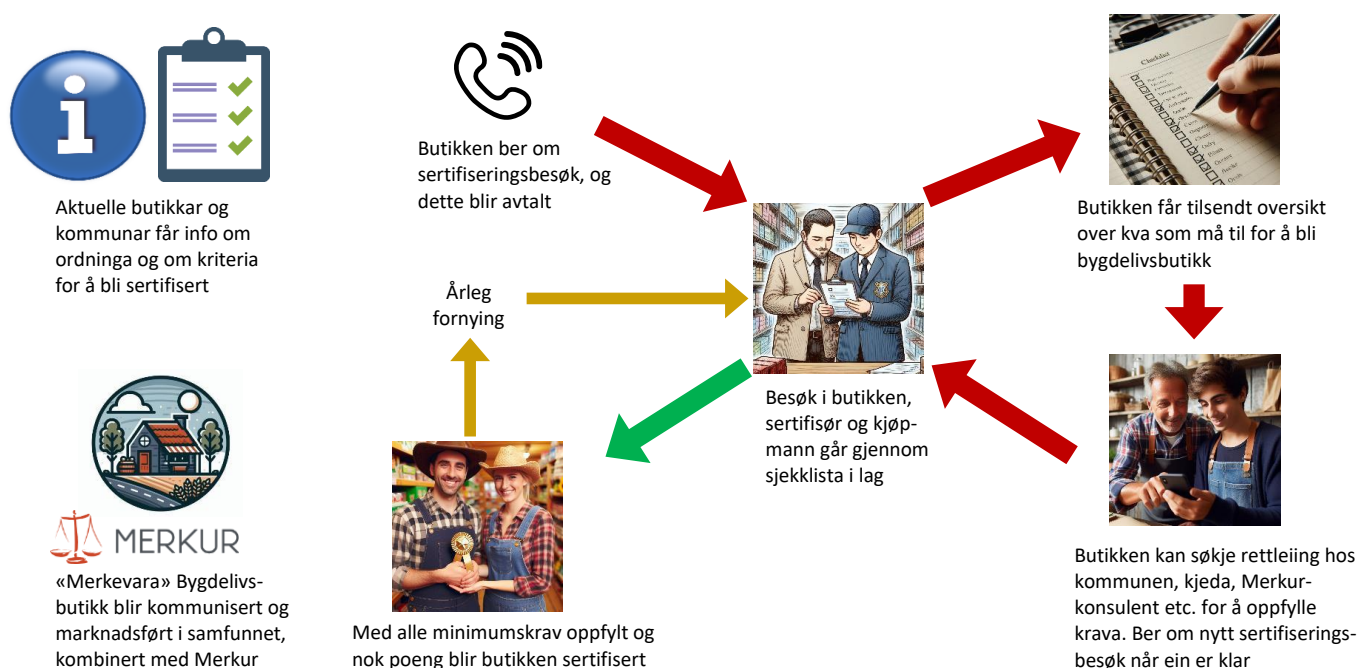 Aktuelle butikkar og
kommunar får info om
ordninga og om kriteria
for å bli sertifisert
Butikken ber om
sertifiseringsbesøk, og
dette blir avtalt
Checklist
Butikken får tilsendt oversikt
over kva som må til for å bli
bygdelivsbutikk
Årleg
fornying
Besøk i butikken,
sertifisør og kjøp-
mann går gjennom
sjekklista i lag
MERKUR
«Merkevara» Bygdelivs-
butikk blir kommunisert og
marknadsført i samfunnet,
kombinert med Merkur
Med alle minimumskrav oppfylt og
nok poeng blir butikken sertifisert
Butikken kan søkje rettleiing hos
kommunen, kjeda, Merkur-
konsulent etc. for å oppfylle
krava. Ber om nytt sertifiserings-
besøk når ein er klar